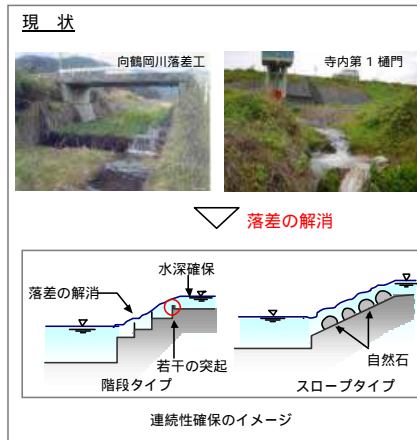 現 状
向鶴岡川落差工
寺内第1樋門
落差の解消
水深確保
落差の解消
若干の突起
階段タイプ
自然石
スロープタイプ
連続性確保のイメージ